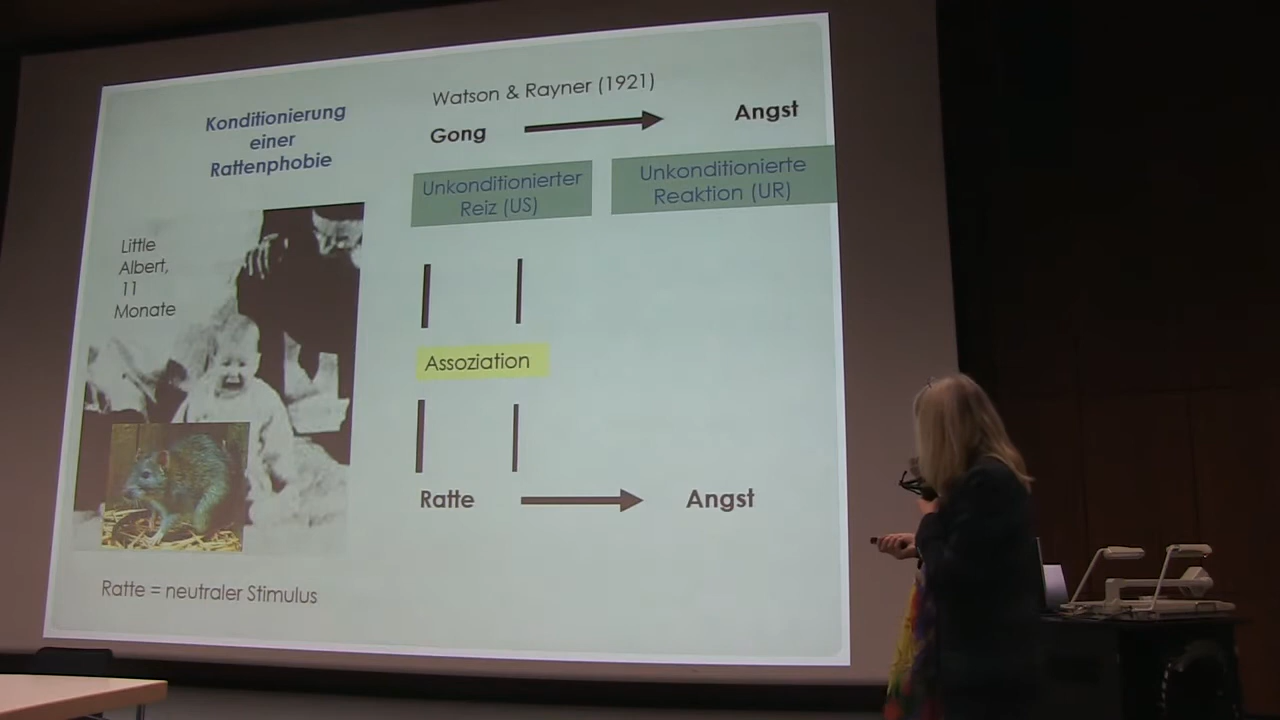 Konditionierung
einer
Rattenphobie
Watson & Rayner (1921)
Gong
Angst
Unkonditionierter
Reiz (US)
Unkonditionierte
Reaktion (UR)
Little
Albert,
11
Monate
Assoziation
Ratte
Angst
Ratte = neutraler Stimulus